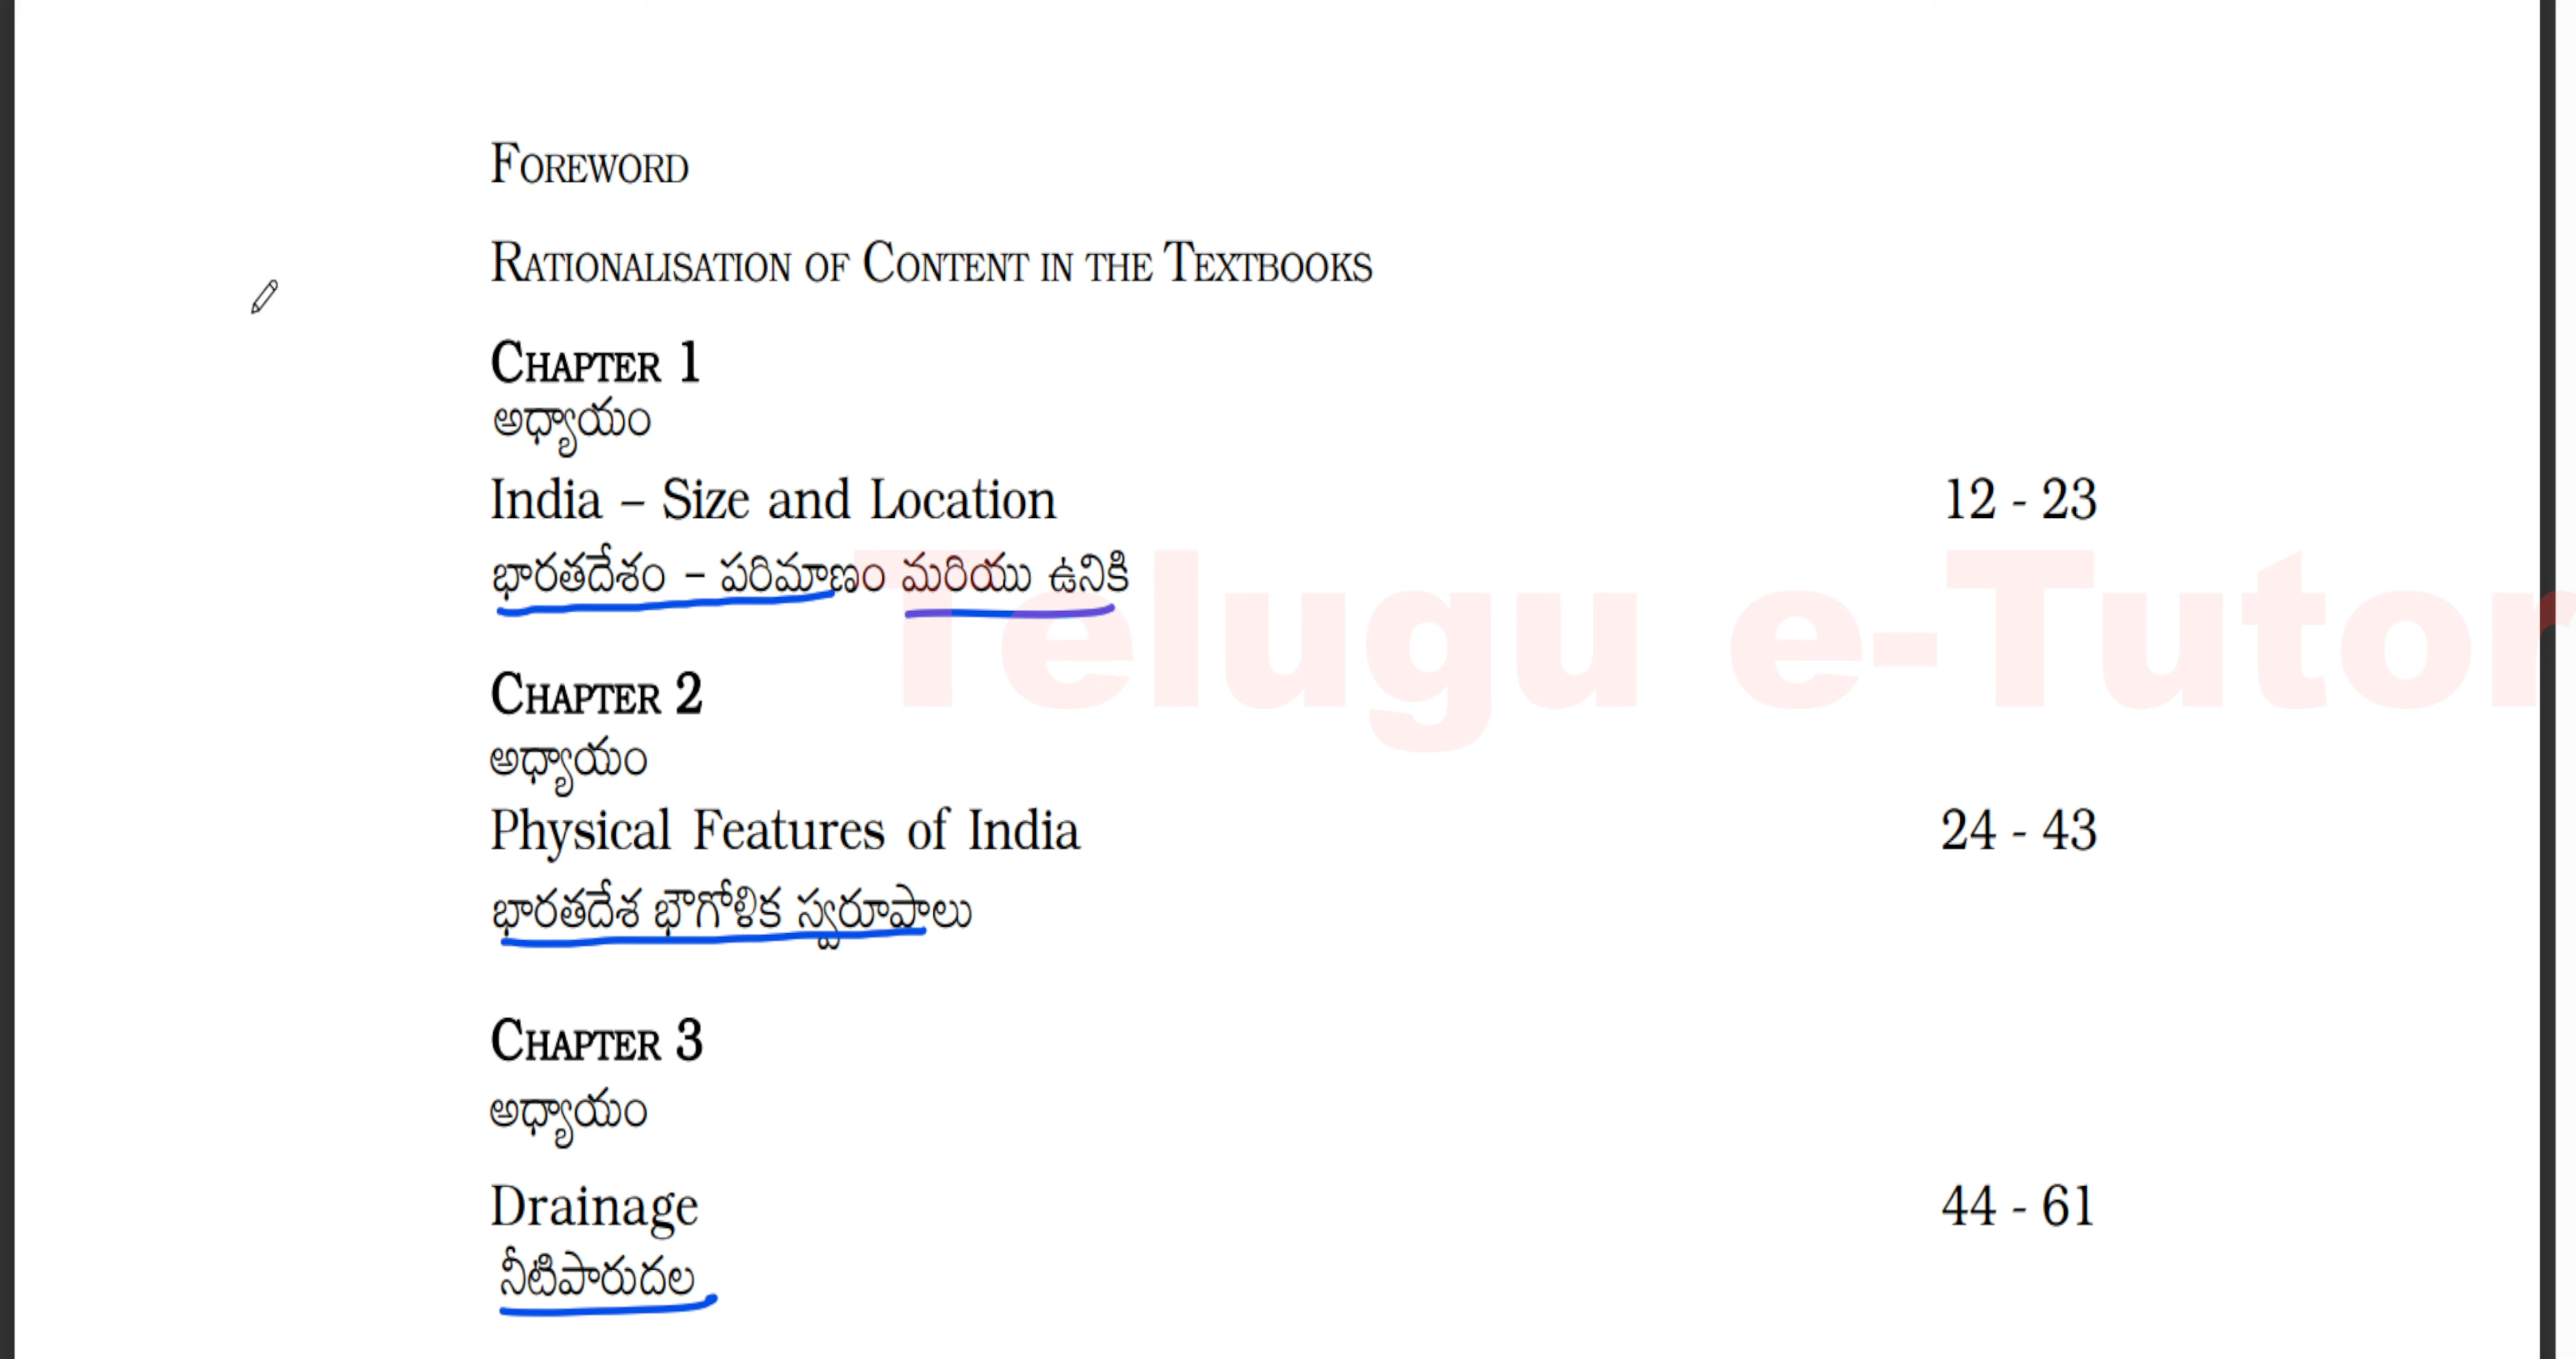 FOREWORD
RATIONALISATION OF CONTENT IN THE TEXTBOOKS
CHAPTER 1
అధ్యాయం
India – Size and Location 12 - 23
భారతదేశం – పరిమాణం మరియు ఉనికి
Telugu e-Tutor
CHAPTER 2
అధ్యాయం
Physical Features of India 24 - 43
భారతదేశ భౌగోళిక స్వరూపాలు
CHAPTER 3
అధ్యాయం
Drainage 44 - 61
నీటిపారుదల